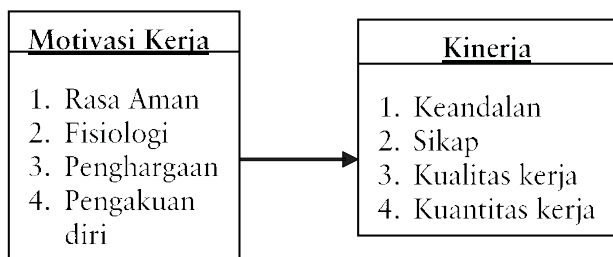 Motivasi Kerja
1. Rasa Aman
2. Fisiologi
3. Penghargaan
4. Pengakuan
diri
Kinerja
1. Keandalan
2. Sikap
3. Kualitas kerja
4. Kuantitas kerja